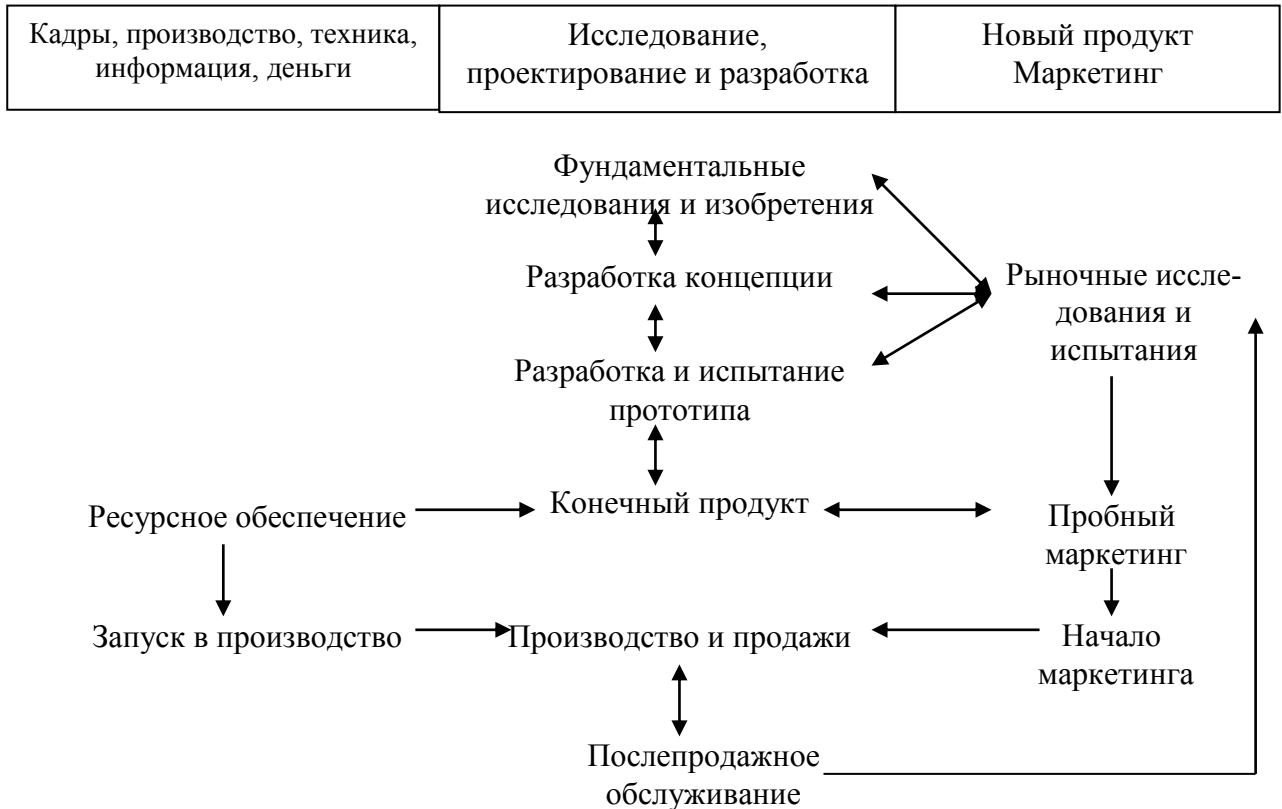 Кадры, производство, техника,
информация, деньги
Исследование,
проектирование и разработка
Новый продукт
Маркетинг
Фундаментальные
исследования и изобретения
Разработка концепции
Рыночные иссле-
дования и
испытания
Разработка и испытание
прототипа
Ресурсное обеспечение
Конечный продукт
Пробный
маркетинг
Запуск в производство
Производство и продажи
Начало
маркетинга
Послепродажное
обслуживание